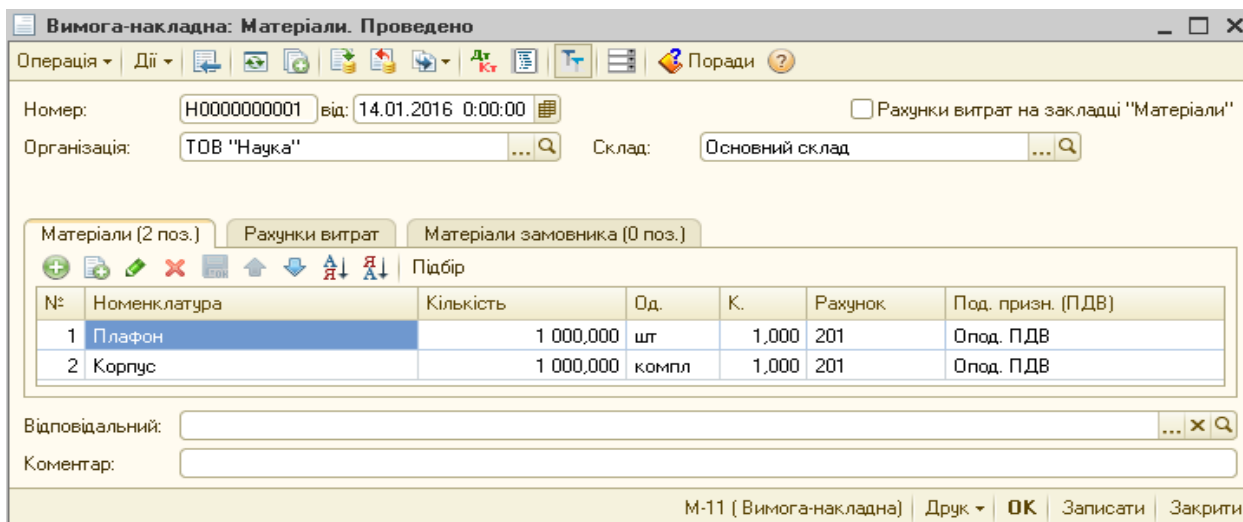 Вимога-накладна: Матеріали. Проведено
Операція Дії Дт Кт Поради
Номер: Н0000000001 від: 14.01.2016 0:00:00 Рахунки витрат на закладці "Матеріали"
Організація: ТОВ "Наука" ... Склад: Основний склад ...
Матеріали (2 поз.) Рахунки витрат Матеріали замовника (0 поз.)
А Я Я А Підбір
№ Номенклатура Кількість Од. К. Рахунок Под. призн. (ПДВ)
1 Плафон 1 000,000 шт 1,000 201 Опод. ПДВ
2 Корпус 1 000,000 компл 1,000 201 Опод. ПДВ
Відповідальний: ...
Коментар:
М-11 ( Вимога-накладна) Друк ОК Записати Закрити